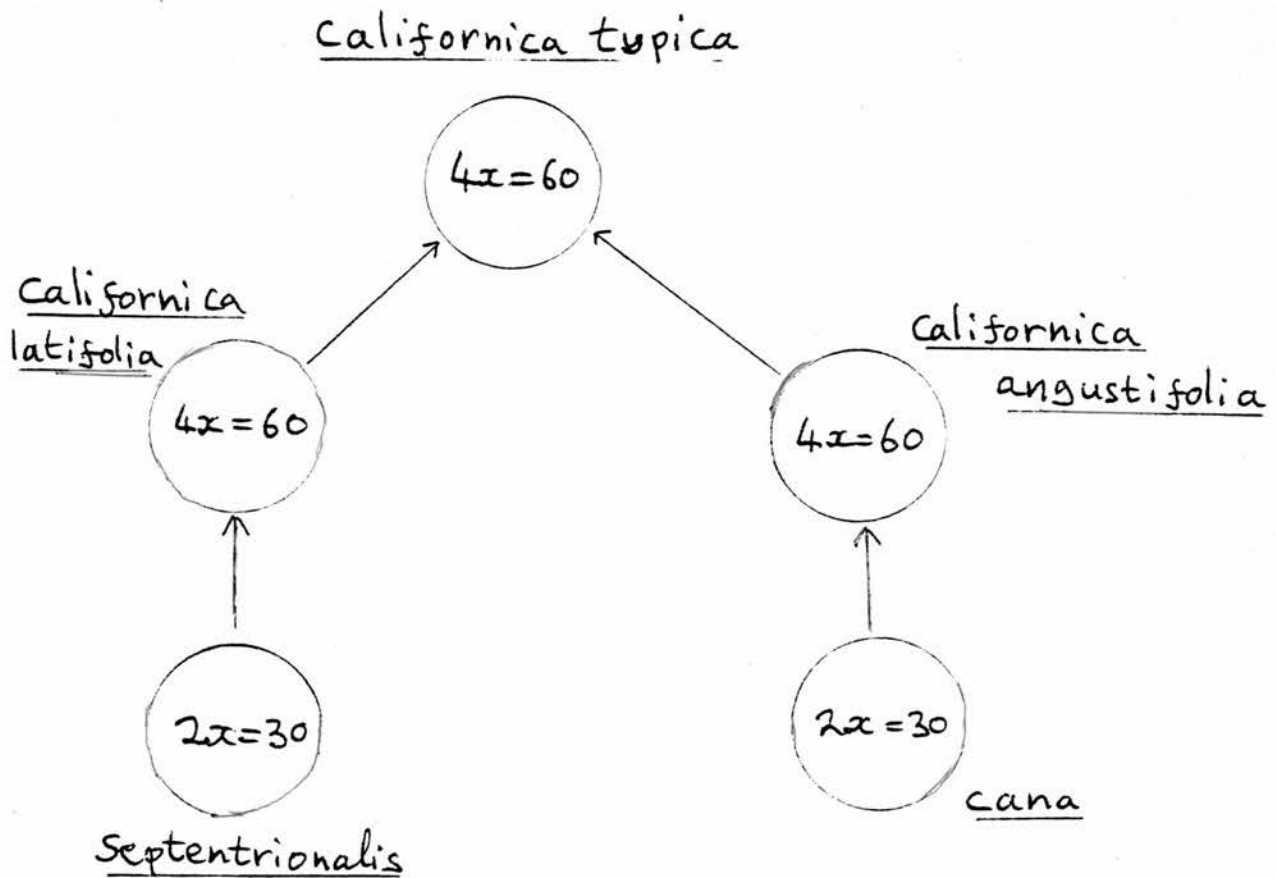 Californica typica
4x=60
Californica
latifolia
4x=60
Californica
angustifolia
4x=60
2x=30
Septentrionalis
2x=30
cana